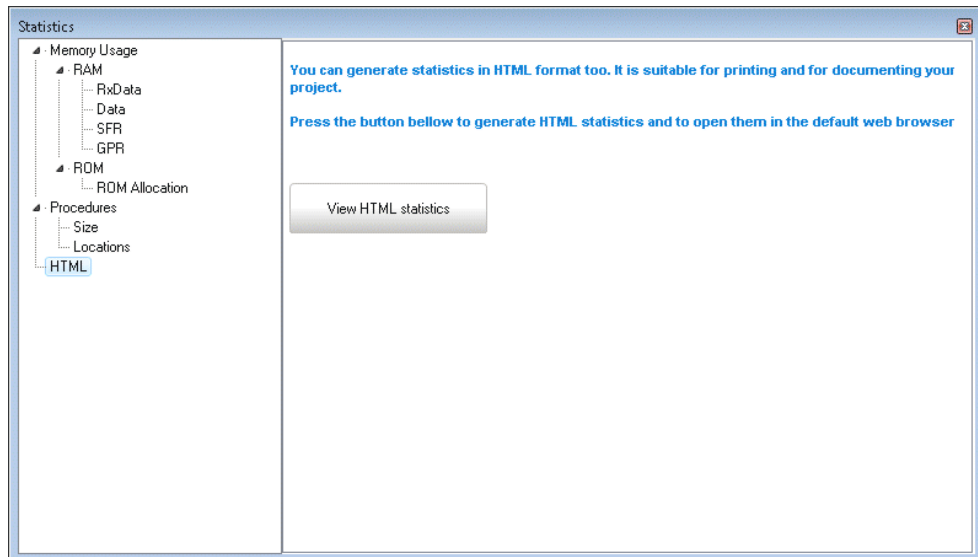 Statistics
Memory Usage
RAM
RxData
Data
SFR
GPR
ROM
ROM Allocation
Procedures
Size
Locations
HTML
You can generate statistics in HTML format too. It is suitable for printing and for documenting your
project.
Press the button bellow to generate HTML statistics and to open them in the default web browser
View HTML statistics